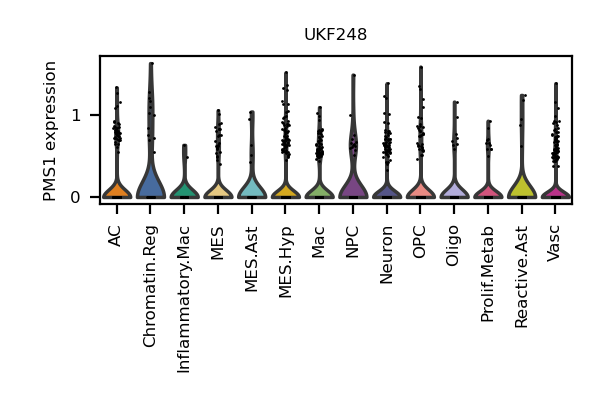 UKF248
PMS1 expression
1
0
AC
Chromatin.Reg
Inflammatory.Mac
MES
MES.Ast
MES.Hyp
Mac
NPC
Neuron
OPC
Oligo
Prolif.Metab
Reactive.Ast
Vasc